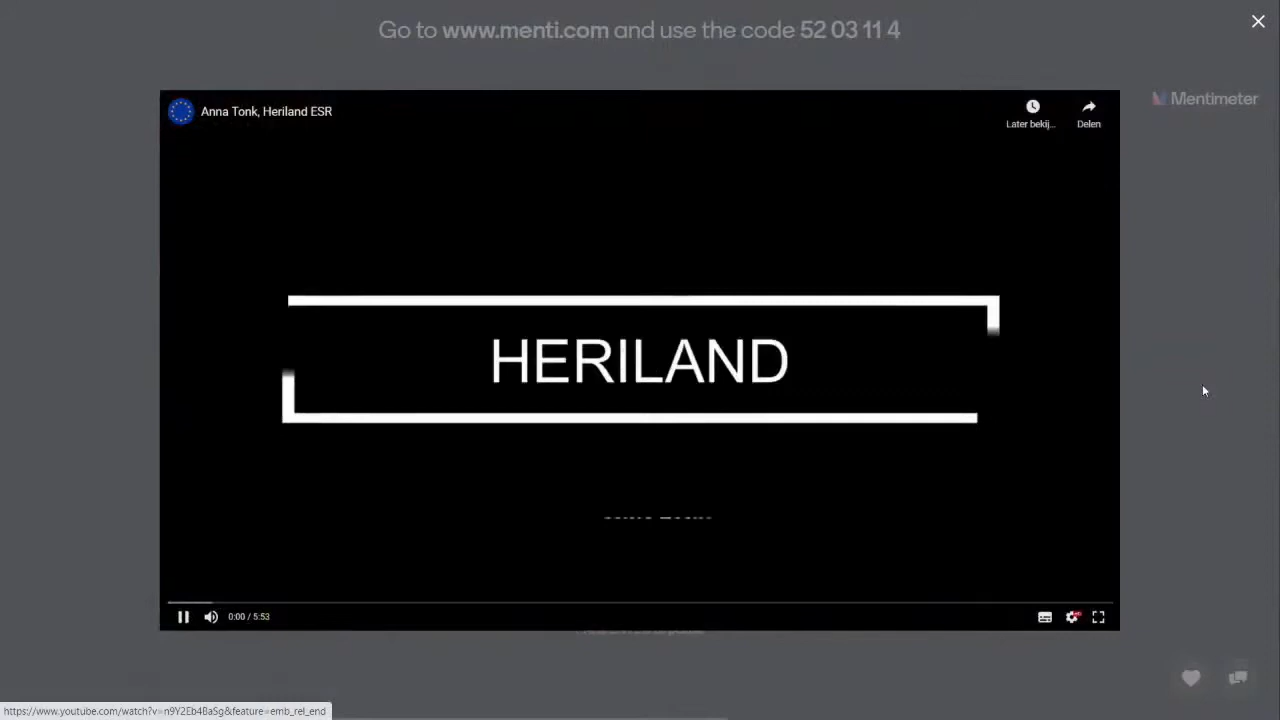 Go to www.menti.com and use the code 52 03 11 4
Mentimeter
Anna Tonk, Heriland ESR
Later bekij...
Delen
HERILAND
0:00 / 5:53
https://www.youtube.com/watch?v=n9Y2Eb4BaSg&feature=emb_rel_end